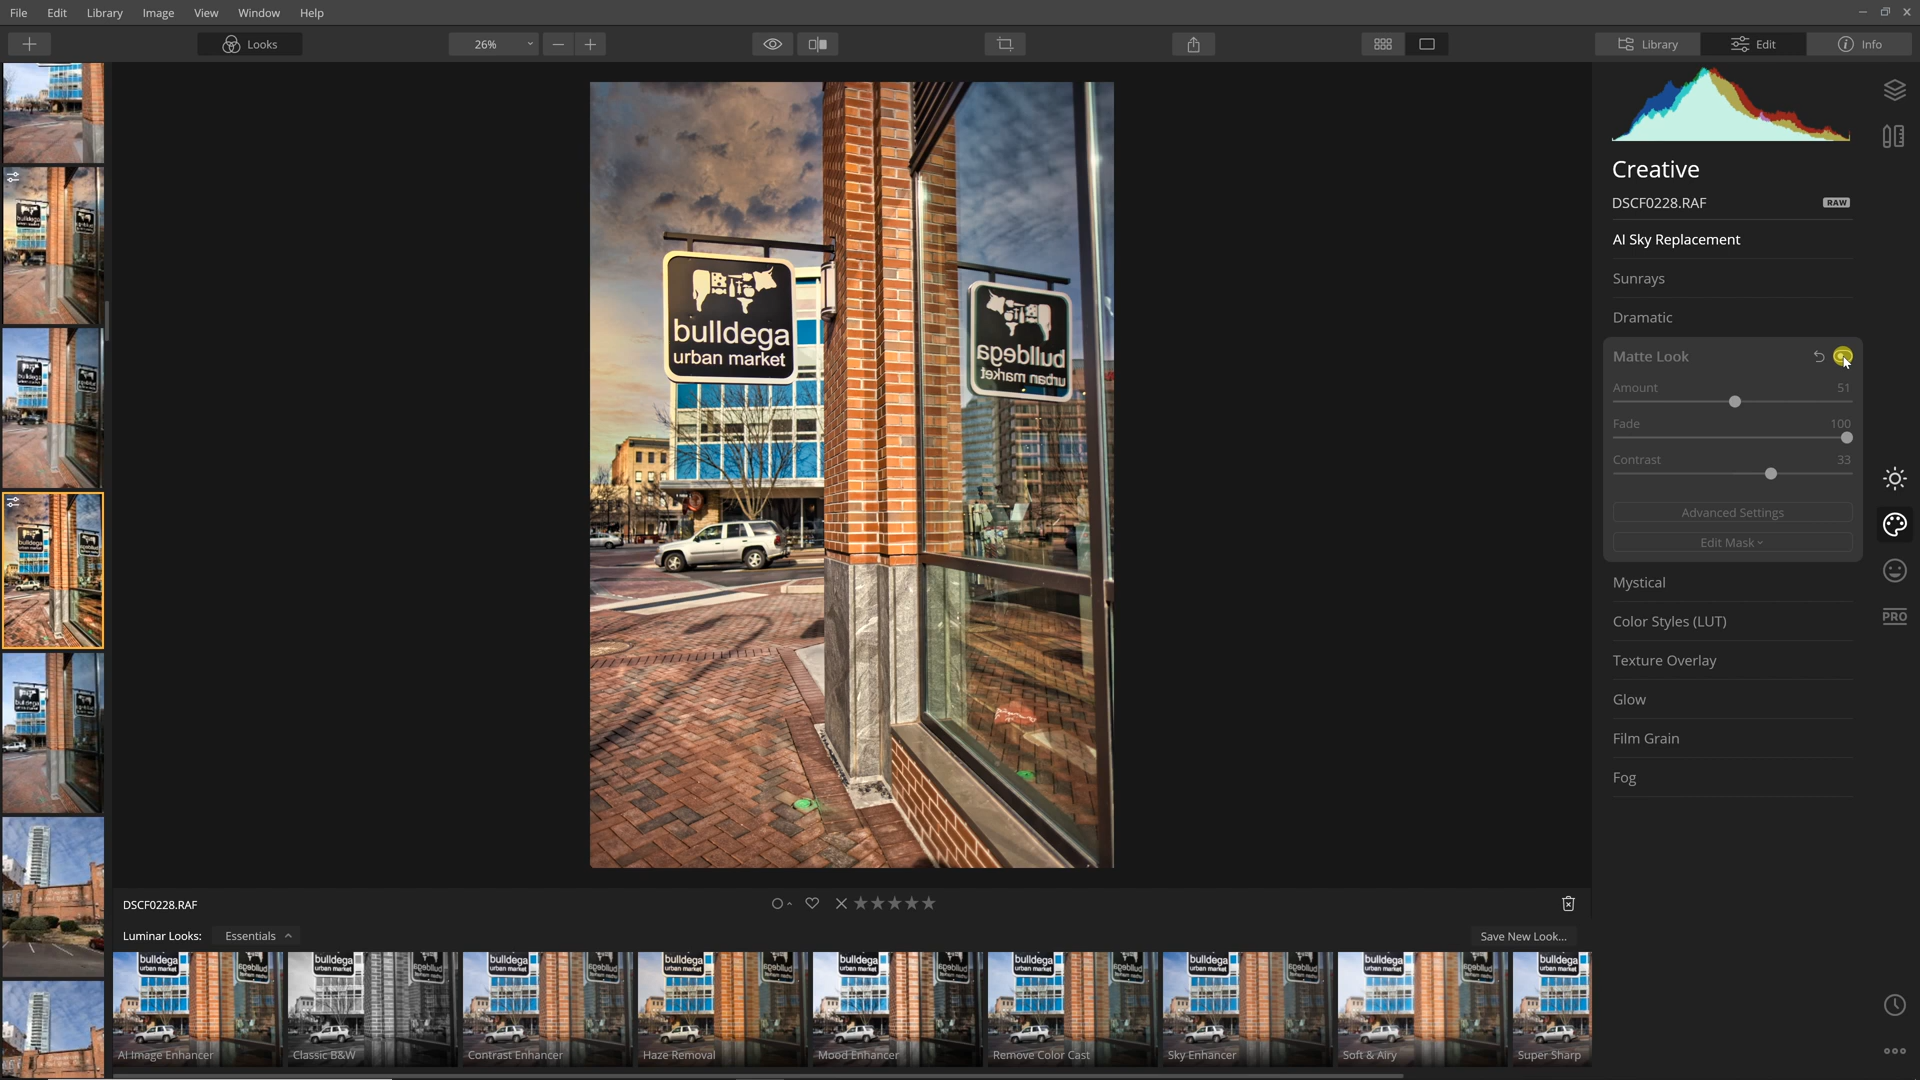 File Edit Library Image View Window Help
Looks 26% Library Edit Info
Creative
DSCF0228.RAF RAW
AI Sky Replacement
Sunrays
Dramatic
Matte Look
Amount 51
Fade 100
Contrast 33
Advanced Settings
Edit Mask
Mystical
Color Styles (LUT)
Texture Overlay
Glow
Film Grain
Fog
PRO
bulldega
urban market
bulldega
urban market
DSCF0228.RAF
Luminar Looks: Essentials Save New Look...
AI Image Enhancer Classic B&W Contrast Enhancer Haze Removal Mood Enhancer Remove Color Cast Sky Enhancer Soft & Airy Super Sharp